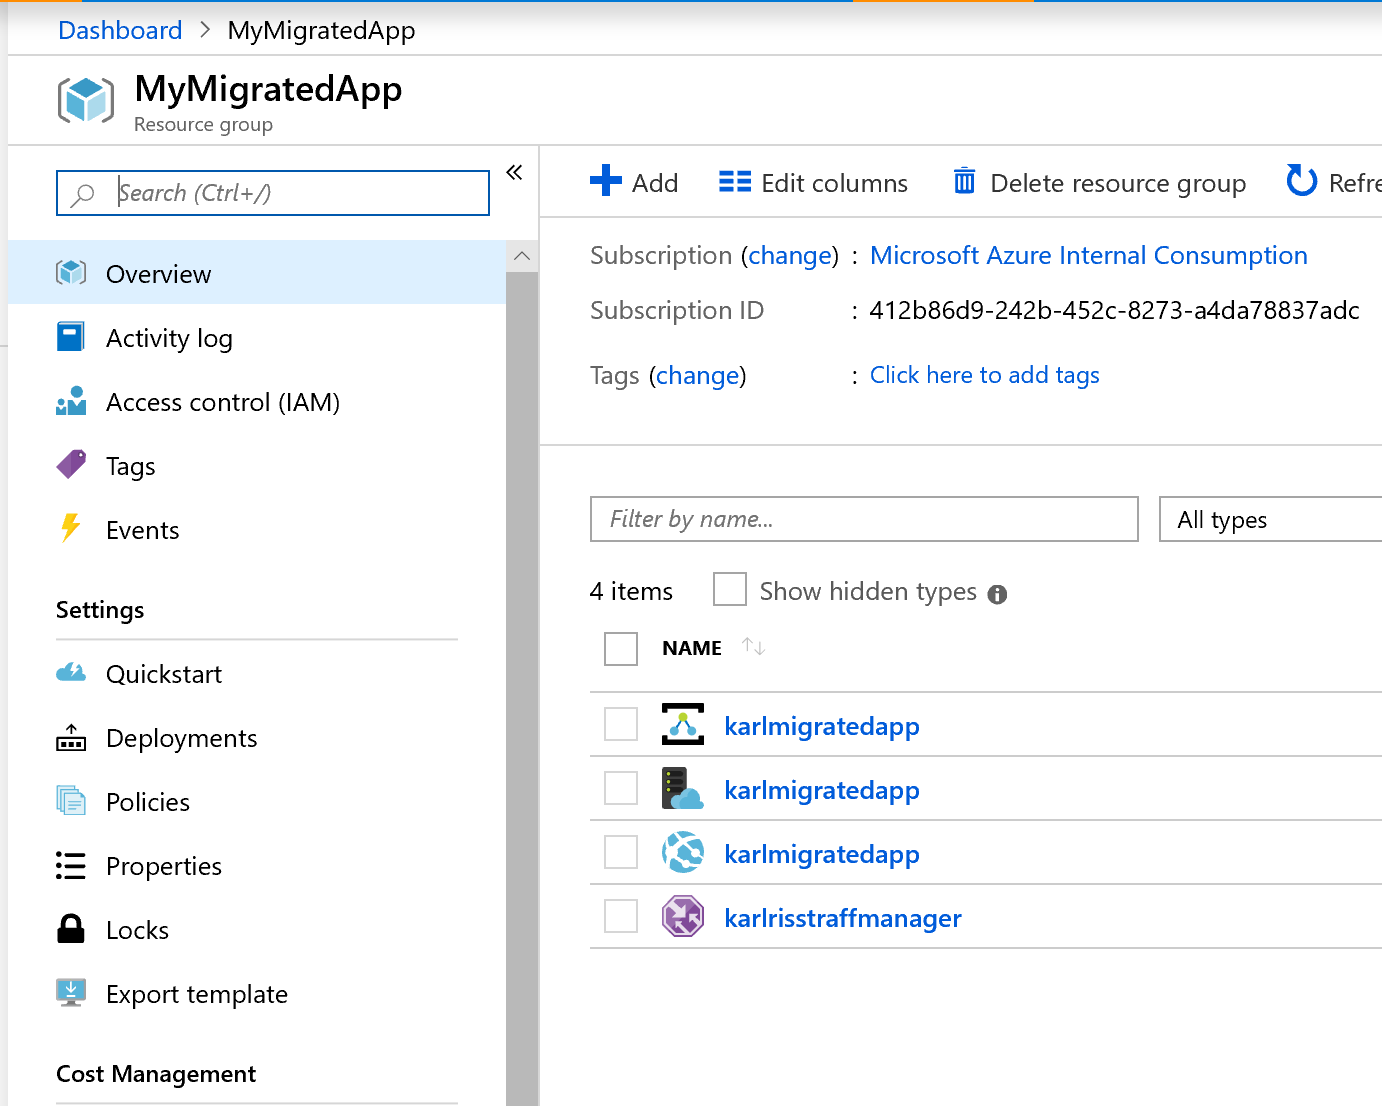 Dashboard > MyMigratedApp
MyMigratedApp
Resource group
Search (Ctrl+/)
«
Overview
Activity log
Access control (IAM)
Tags
Events
Settings
Quickstart
Deployments
Policies
Properties
Locks
Export template
Cost Management
Add Edit columns Delete resource group Refre
Subscription (change) : Microsoft Azure Internal Consumption
Subscription ID : 412b86d9-242b-452c-8273-a4da78837adc
Tags (change) : Click here to add tags
Filter by name... All types
4 items Show hidden types
NAME
karlmigratedapp
karlmigratedapp
karlmigratedapp
karlrisstraffmanager